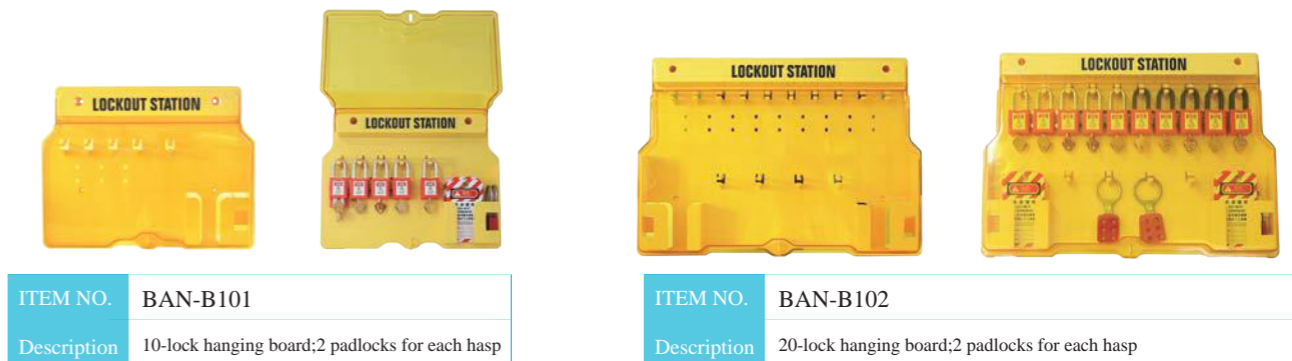 LOCKOUT STATION
LOCKOUT STATION
LOCKOUT STATION
LOCKOUT STATION
ITEM NO. BAN-B101
Description 10-lock hanging board;2 padlocks for each hasp
ITEM NO. BAN-B102
Description 20-lock hanging board;2 padlocks for each hasp